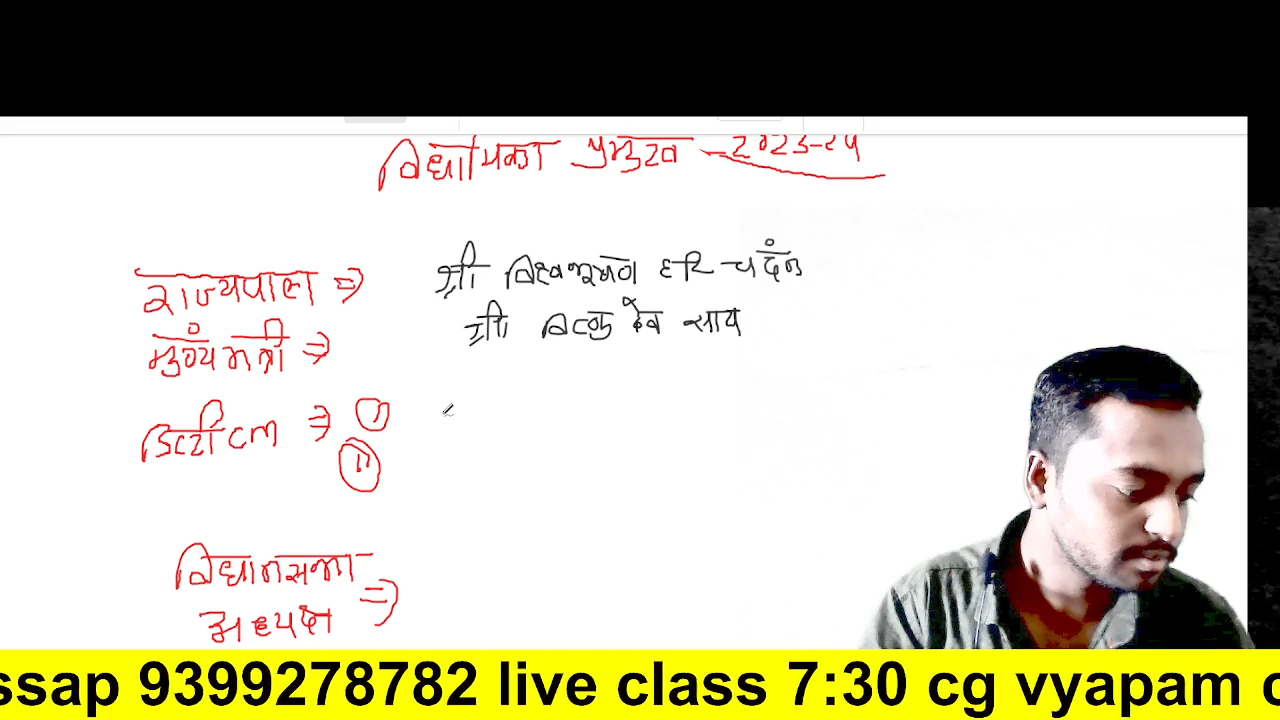 विधायिका प्रमुख - 2023-24
राज्यपाल ⇒ श्री विश्वभूषण हरिचंदन
मुख्यमंत्री ⇒ श्री विष्णु देव साय
डिप्टी CM ⇒ (i)
(ii)
विधानसभा
अध्यक्ष ⇒
ssap 9399278782 live class 7:30 cg vyapam c